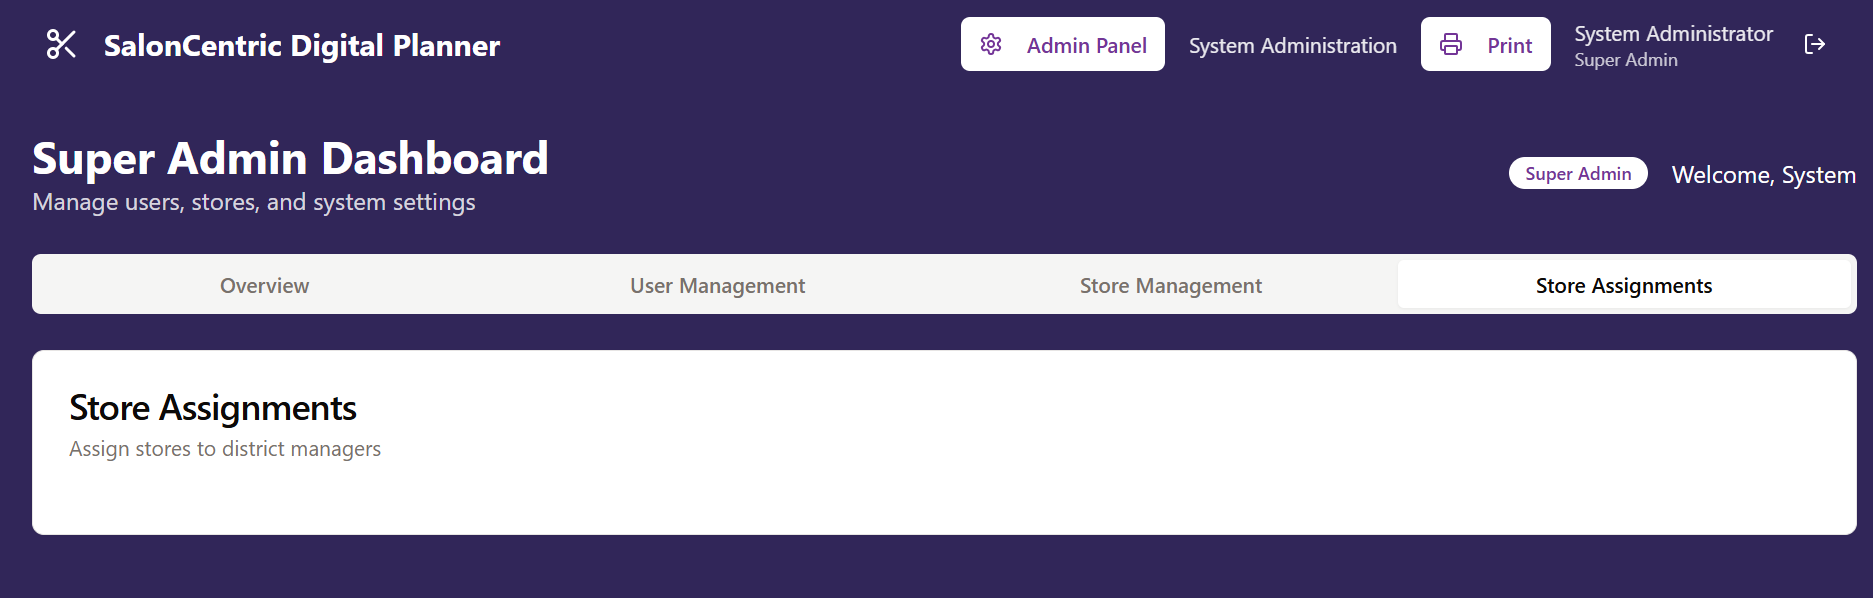 SalonCentric Digital Planner
Admin Panel
System Administration
Print
System Administrator
Super Admin
Super Admin Dashboard
Manage users, stores, and system settings
Super Admin
Welcome, System
Overview
User Management
Store Management
Store Assignments
Store Assignments
Assign stores to district managers